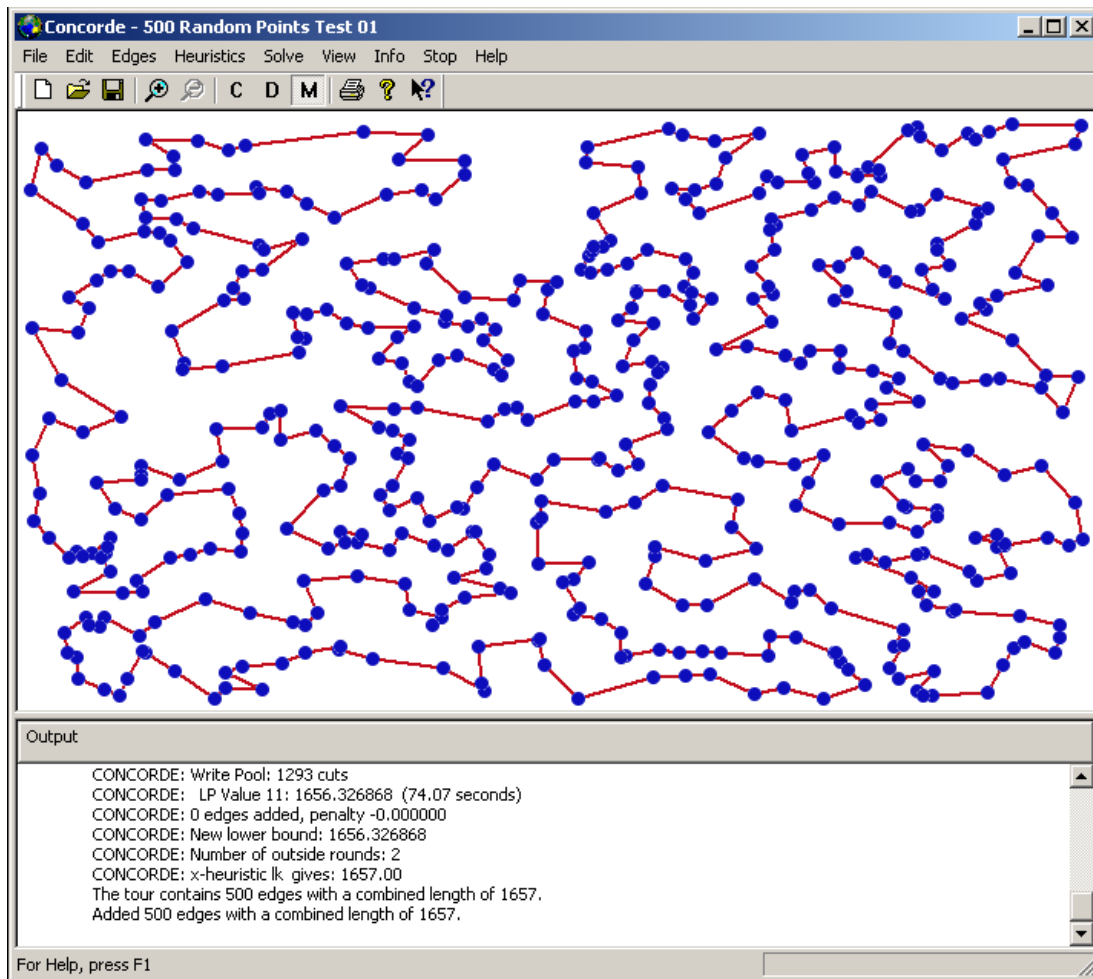 Concorde - 500 Random Points Test 01
File Edit Edges Heuristics Solve View Info Stop Help
C D M
Output
CONCORDE: Write Pool: 1293 cuts
CONCORDE: LP Value 11: 1656.326868 (74.07 seconds)
CONCORDE: 0 edges added, penalty -0.000000
CONCORDE: New lower bound: 1656.326868
CONCORDE: Number of outside rounds: 2
CONCORDE: x-heuristic lk gives: 1657.00
The tour contains 500 edges with a combined length of 1657.
Added 500 edges with a combined length of 1657.
For Help, press F1